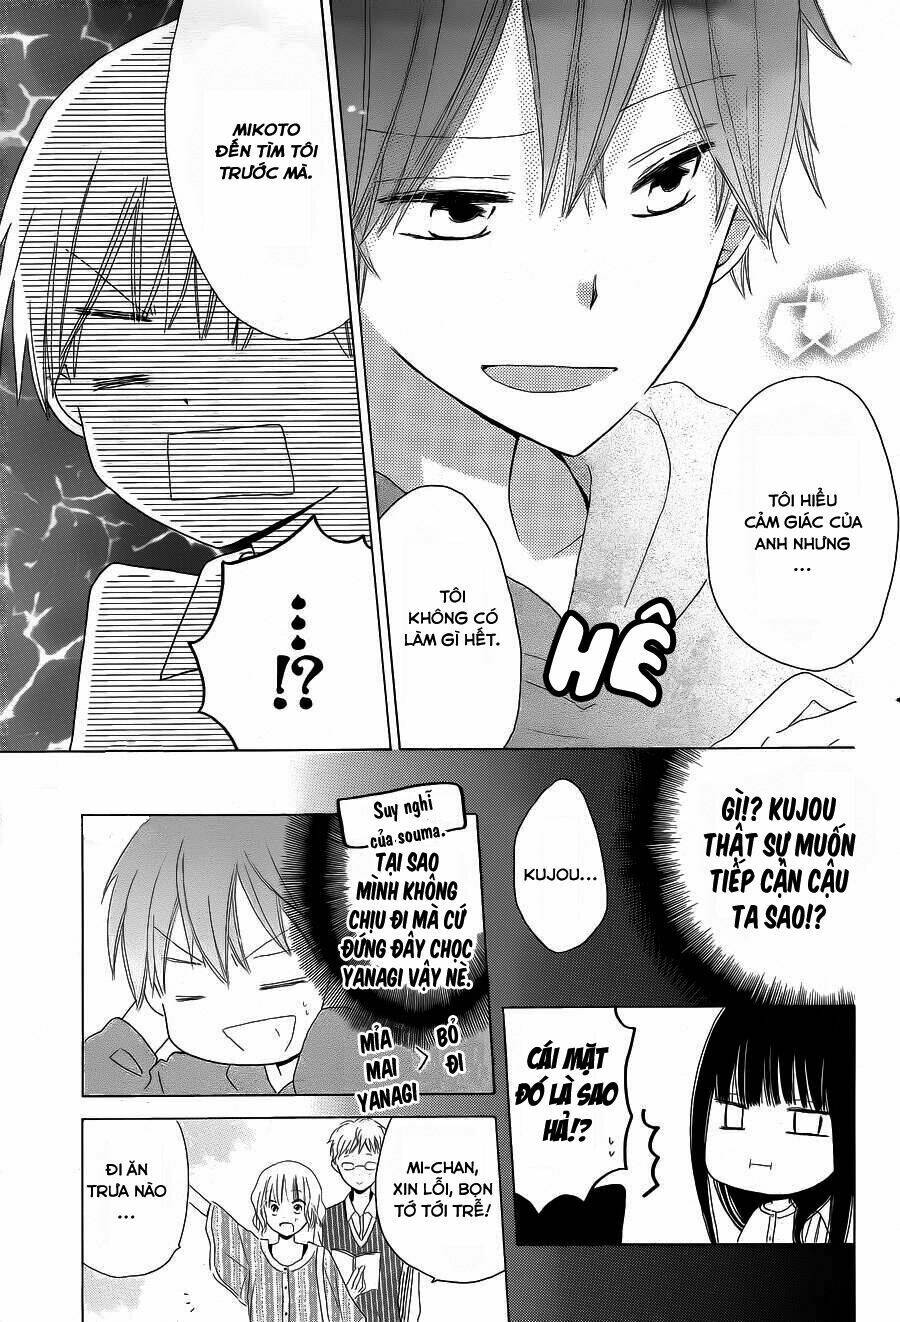 TÔI HIỂU
CẢM GIÁC CỦA
ANH NHƯNG
...
HÊ
TÔI
KHÔNG CÓ
LÀM GÌ HẾT.
MIKOTO
ĐẾN TÌM TÔI
TRƯỚC MÀ.
...!?
GÌ!? KUJOU
THẬT SỰ MUỐN
TIẾP CẬN CẬU
TA SAO!?
KUJOU...
CÁI MẶT
ĐÓ LÀ SAO
HẢ!?
Suy nghĩ
của souma.
TẠI SAO
MÌNH KHÔNG
CHỊU ĐI MÀ CỨ
ĐỨNG ĐÂY CHỌC
YANAGI VẬY NÈ.
MỈA
MAI
YANAGI
>
BỎ
ĐI
MI-CHAN,
XIN LỖI, BỌN
TỚ TỚI TRỄ!
ĐI ĂN
TRƯA NÀO
...